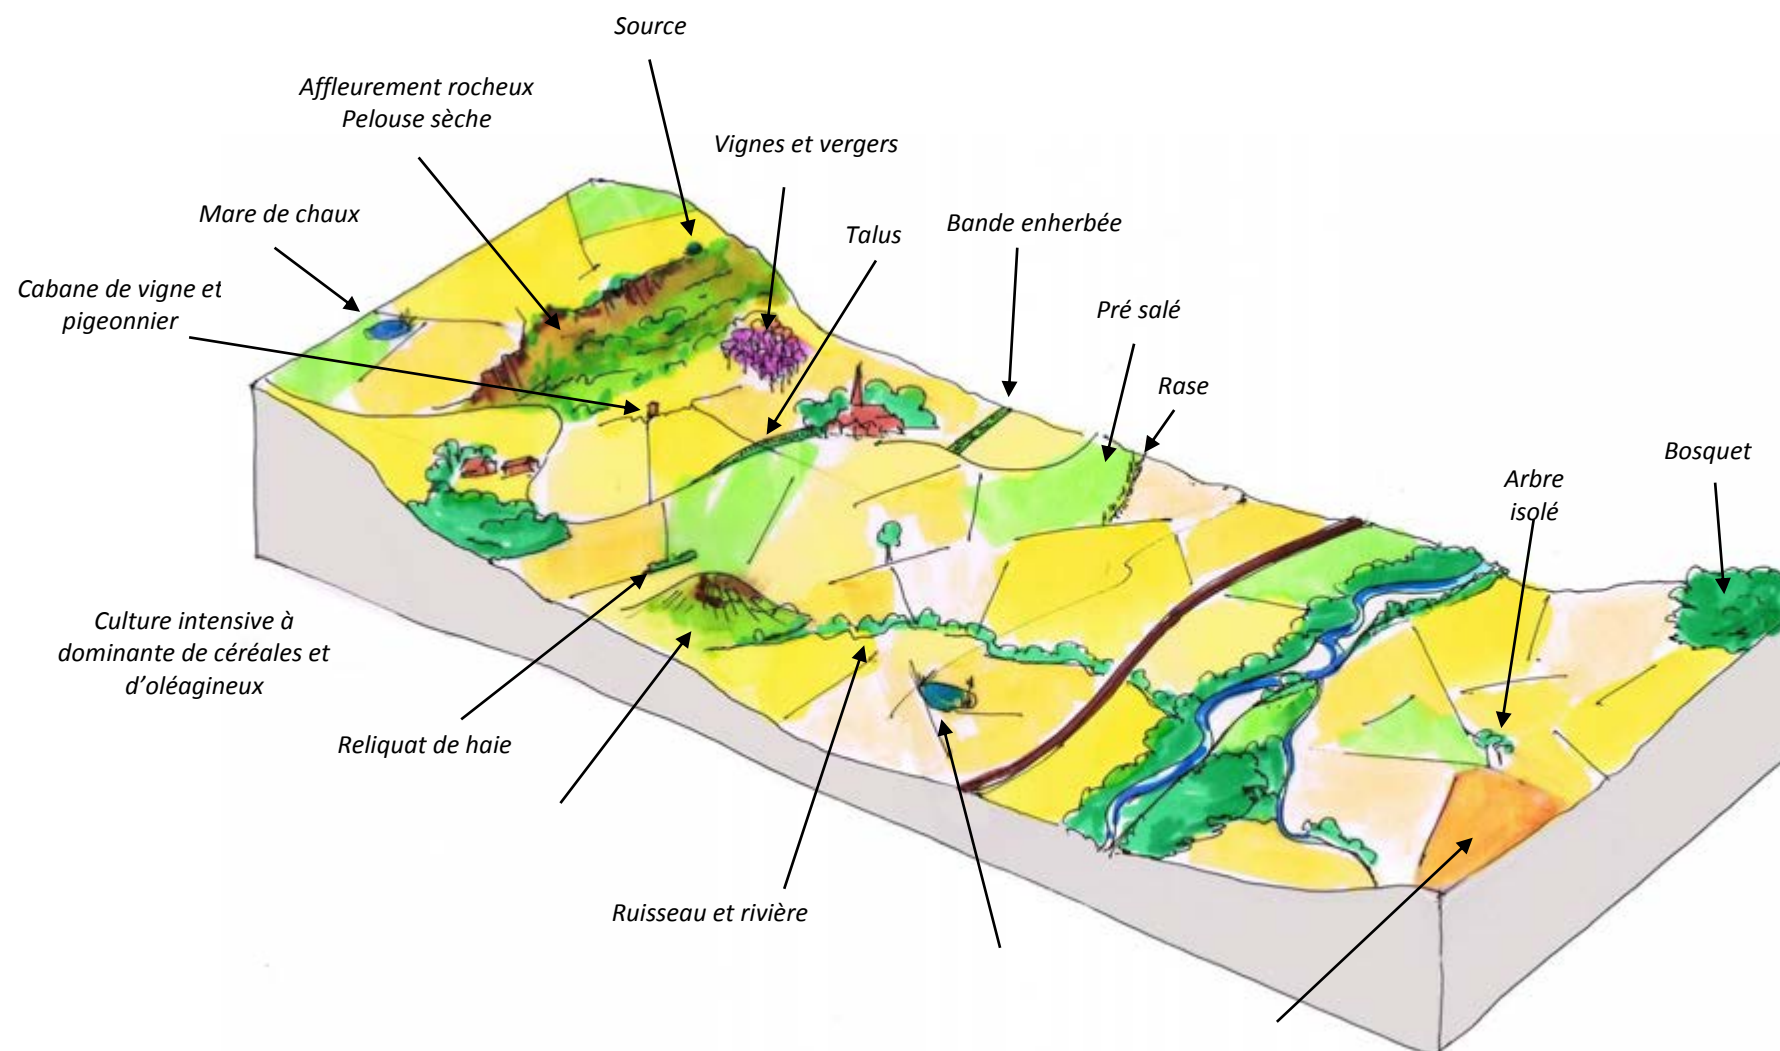 Source
Affleurement rocheux
Pelouse sèche
Vignes et vergers
Mare de chaux
Talus
Bande enherbée
Cabane de vigne et
pigeonnier
Pré salé
Rase
Bosquet
Arbre
isolé
Culture intensive à
dominante de céréales et
d’oléagineux
Reliquat de haie
Ruisseau et rivière